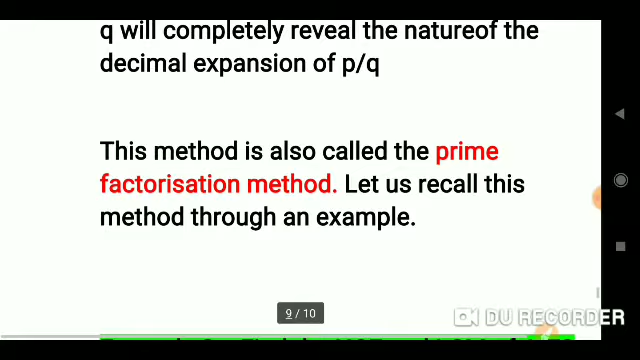 q will completely reveal the natureof the
decimal expansion of p/q
This method is also called the prime
factorisation method. Let us recall this
method through an example.
9 / 10
DU RECORDER